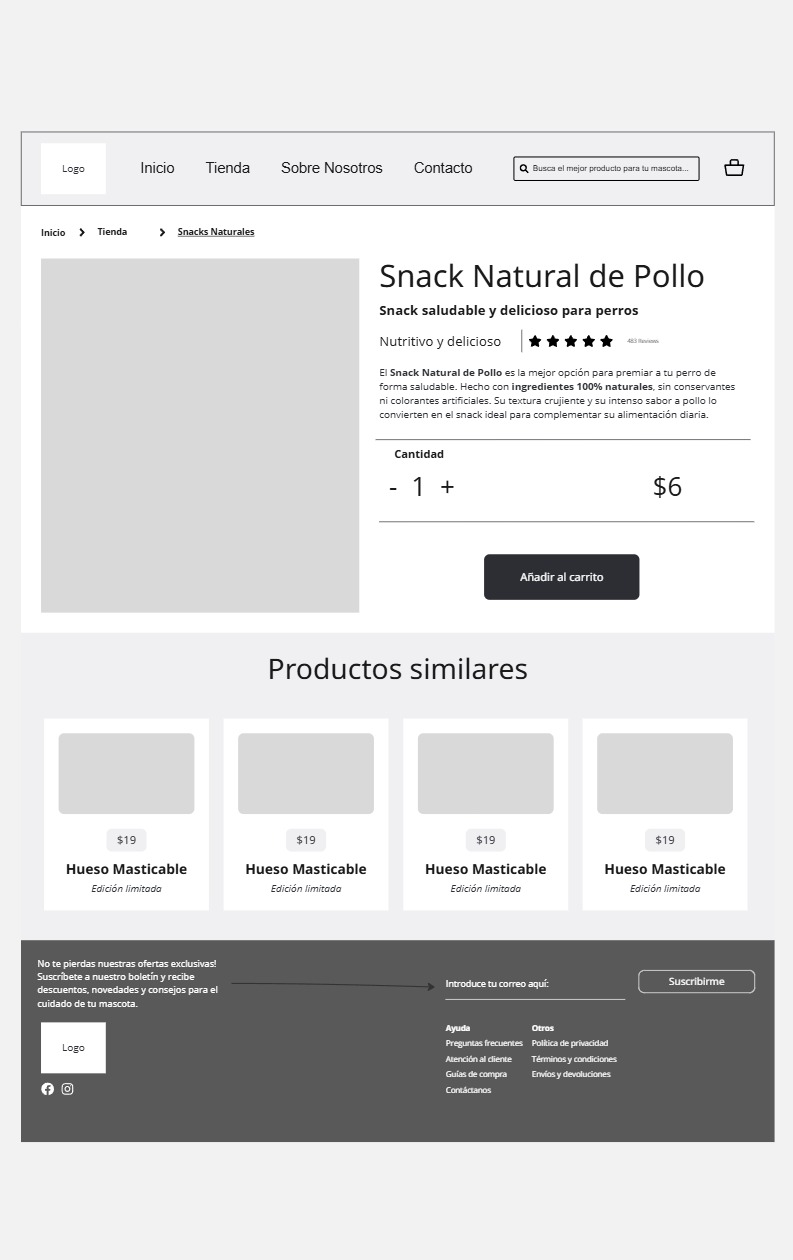 Logo
Inicio
Tienda
Sobre Nosotros
Contacto
Busca el mejor producto para tu mascota...
Inicio
Tienda
Snacks Naturales
Snack Natural de Pollo
Snack saludable y delicioso para perros
Nutritivo y delicioso
483 Reviews
El Snack Natural de Pollo es la mejor opción para premiar a tu perro de
forma saludable. Hecho con ingredientes 100% naturales, sin conservantes
ni colorantes artificiales. Su textura crujiente y su intenso sabor a pollo lo
convierten en el snack ideal para complementar su alimentación diaria.
Cantidad
- 1 +
$6
Añadir al carrito
Productos similares
$19
Hueso Masticable
Edición limitada
$19
Hueso Masticable
Edición limitada
$19
Hueso Masticable
Edición limitada
$19
Hueso Masticable
Edición limitada
No te pierdas nuestras ofertas exclusivas!
Suscríbete a nuestro boletín y recibe
descuentos, novedades y consejos para el
cuidado de tu mascota.
Introduce tu correo aquí:
Suscribirme
Logo
Ayuda
Preguntas frecuentes
Atención al cliente
Guías de compra
Contáctanos
Otros
Política de privacidad
Términos y condiciones
Envíos y devoluciones